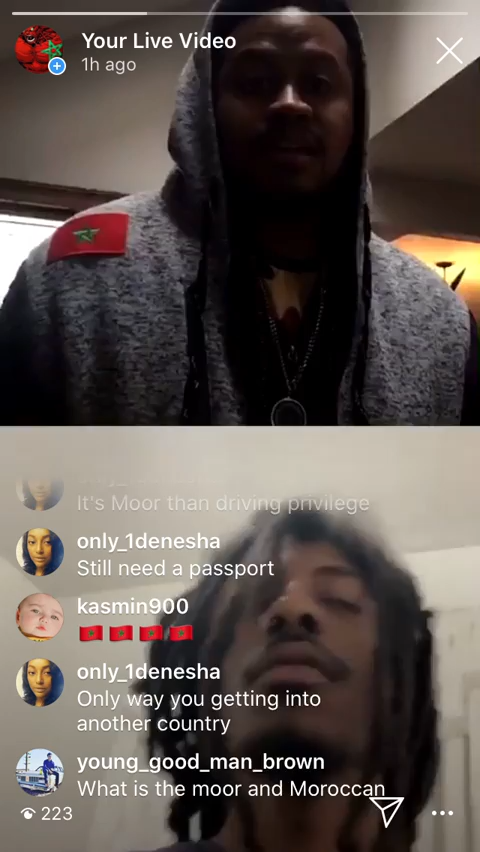 Your Live Video
1h ago
It's Moor than driving privilege
only_1denesha
Still need a passport
kasmin900
🇲🇦 🇲🇦 🇲🇦 🇲🇦
only_1denesha
Only way you getting into
another country
young_good_man_brown
What is the moor and Moroccan
223